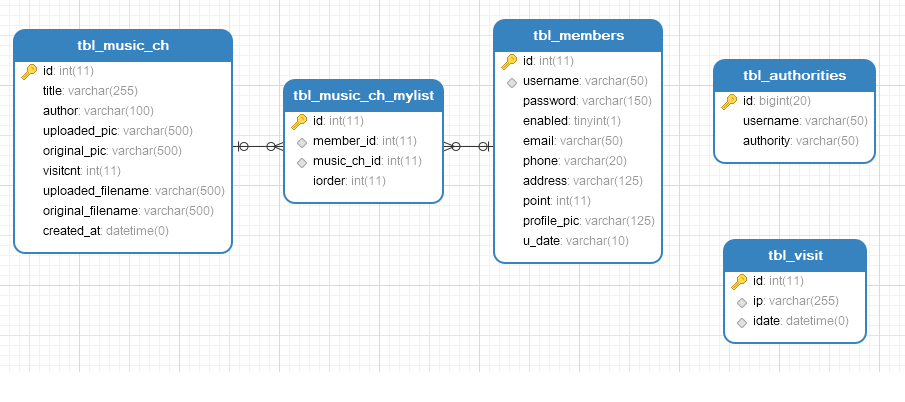 tbl_music_ch
id: int(11)
title: varchar(255)
author: varchar(100)
uploaded_pic: varchar(500)
original_pic: varchar(500)
visitcnt: int(11)
uploaded_filename: varchar(500)
original_filename: varchar(500)
created_at: datetime(0)
tbl_music_ch_mylist
id: int(11)
member_id: int(11)
music_ch_id: int(11)
iorder: int(11)
tbl_members
id: int(11)
username: varchar(50)
password: varchar(150)
enabled: tinyint(1)
email: varchar(50)
phone: varchar(20)
address: varchar(125)
point: int(11)
profile_pic: varchar(125)
u_date: varchar(10)
tbl_authorities
id: bigint(20)
username: varchar(50)
authority: varchar(50)
tbl_visit
id: int(11)
ip: varchar(255)
idate: datetime(0)